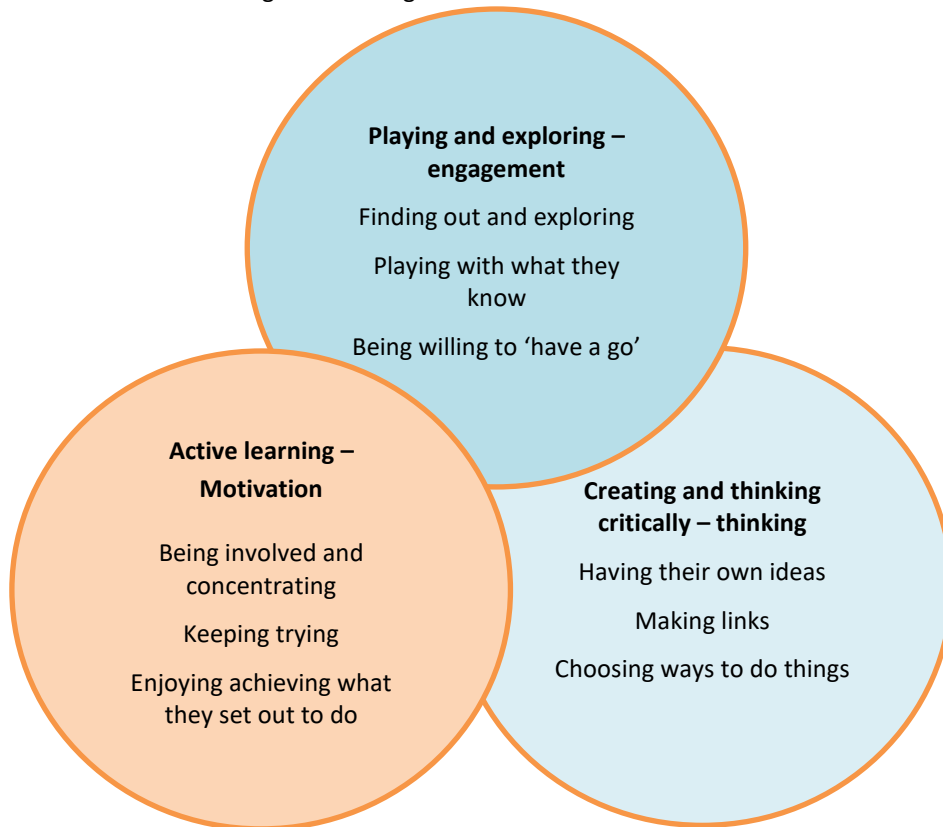 Playing and exploring –
engagement
Finding out and exploring
Playing with what they
know
Being willing to ‘have a go’
Active learning –
Motivation
Being involved and
concentrating
Keeping trying
Enjoying achieving what
they set out to do
Creating and thinking
critically – thinking
Having their own ideas
Making links
Choosing ways to do things